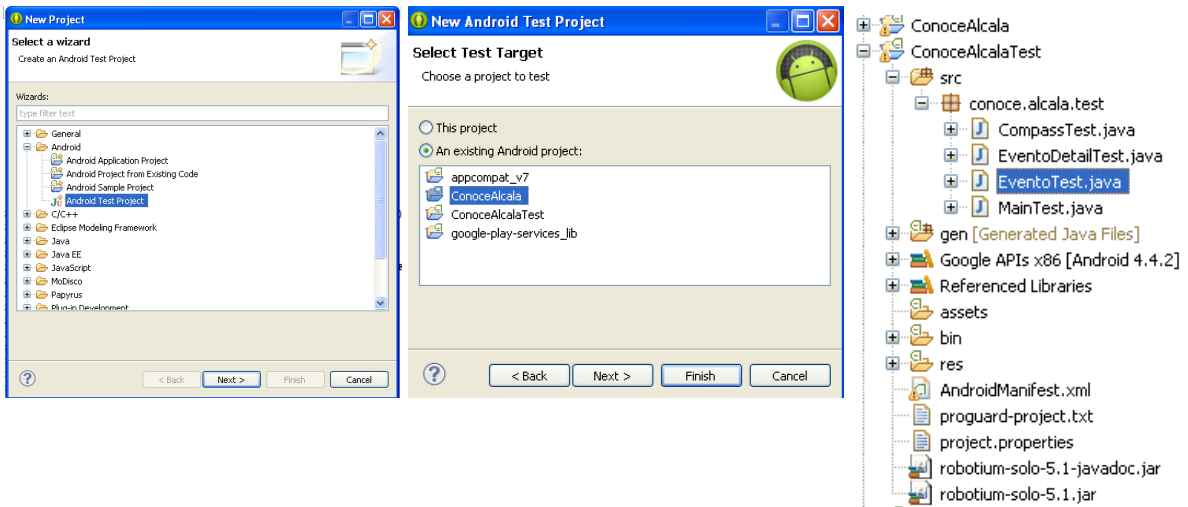 New Project
Select a wizard
Create an Android Test Project
Wizards:
type filter text
General
Android
Android Application Project
Android Project from Existing Code
Android Sample Project
Android Test Project
C/C++
Eclipse Modeling Framework
Java
Java EE
JavaScript
MoDisco
Papyrus
Plug-in Development
?
< Back
Next >
Finish
Cancel
New Android Test Project
Select Test Target
Choose a project to test
This project
An existing Android project:
appcompat_v7
ConoceAlcala
ConoceAlcalaTest
google-play-services_lib
?
< Back
Next >
Finish
Cancel
ConoceAlcala
ConoceAlcalaTest
src
conoce.alcala.test
CompassTest.java
EventoDetailTest.java
EventoTest.java
MainTest.java
gen [Generated Java Files]
Google APIs x86 [Android 4.4.2]
Referenced Libraries
assets
bin
res
AndroidManifest.xml
proguard-project.txt
project.properties
robotium-solo-5.1-javadoc.jar
robotium-solo-5.1.jar